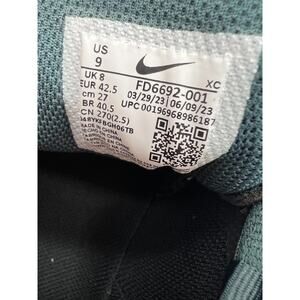 US
9
XC
UK 8
FD6692-001
EUR 42.5
03/29/23 | 06/09/23
cm 27
UPC 00196968986187
BR 40.5
CN 270(2.5)